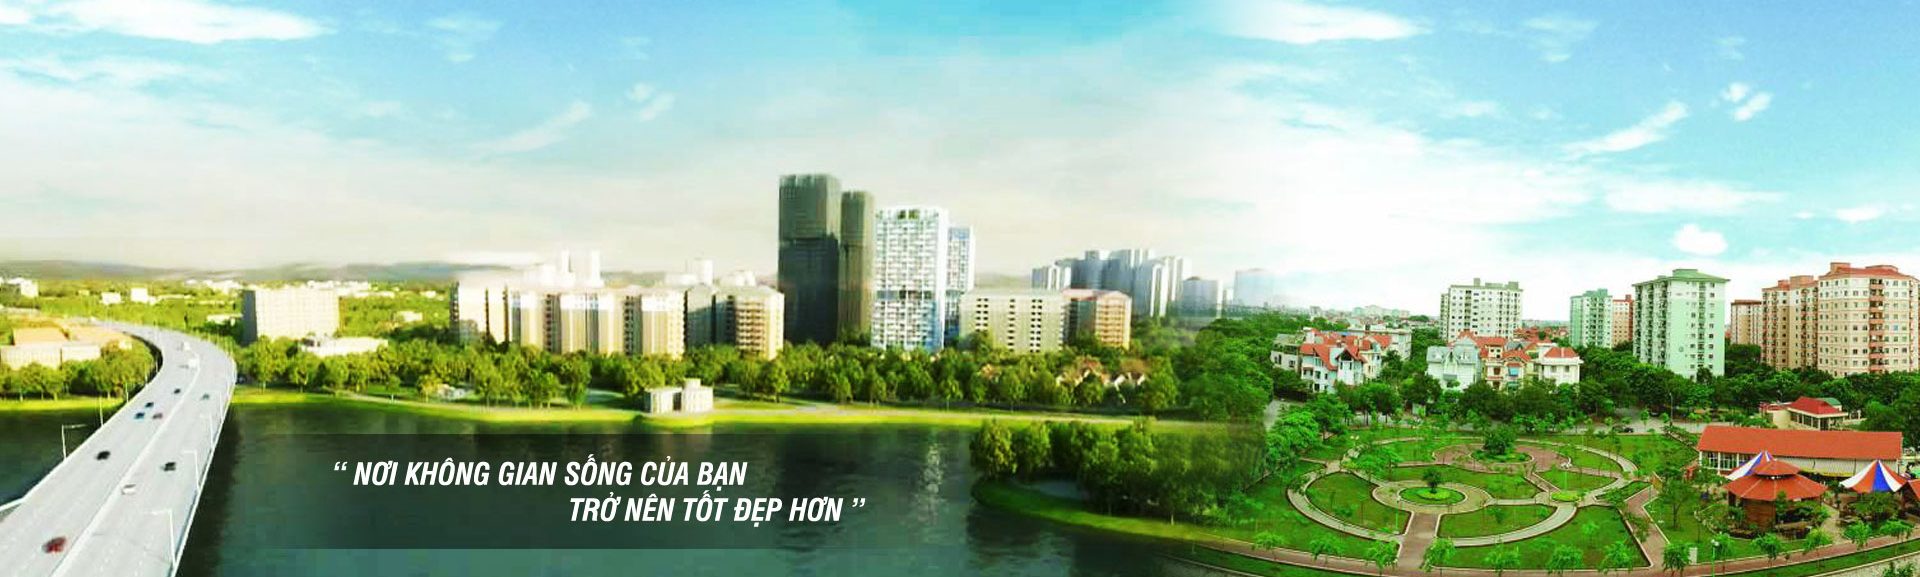 “ NƠI KHÔNG GIAN SỐNG CỦA BẠN
TRỞ NÊN TỐT ĐẸP HƠN ”